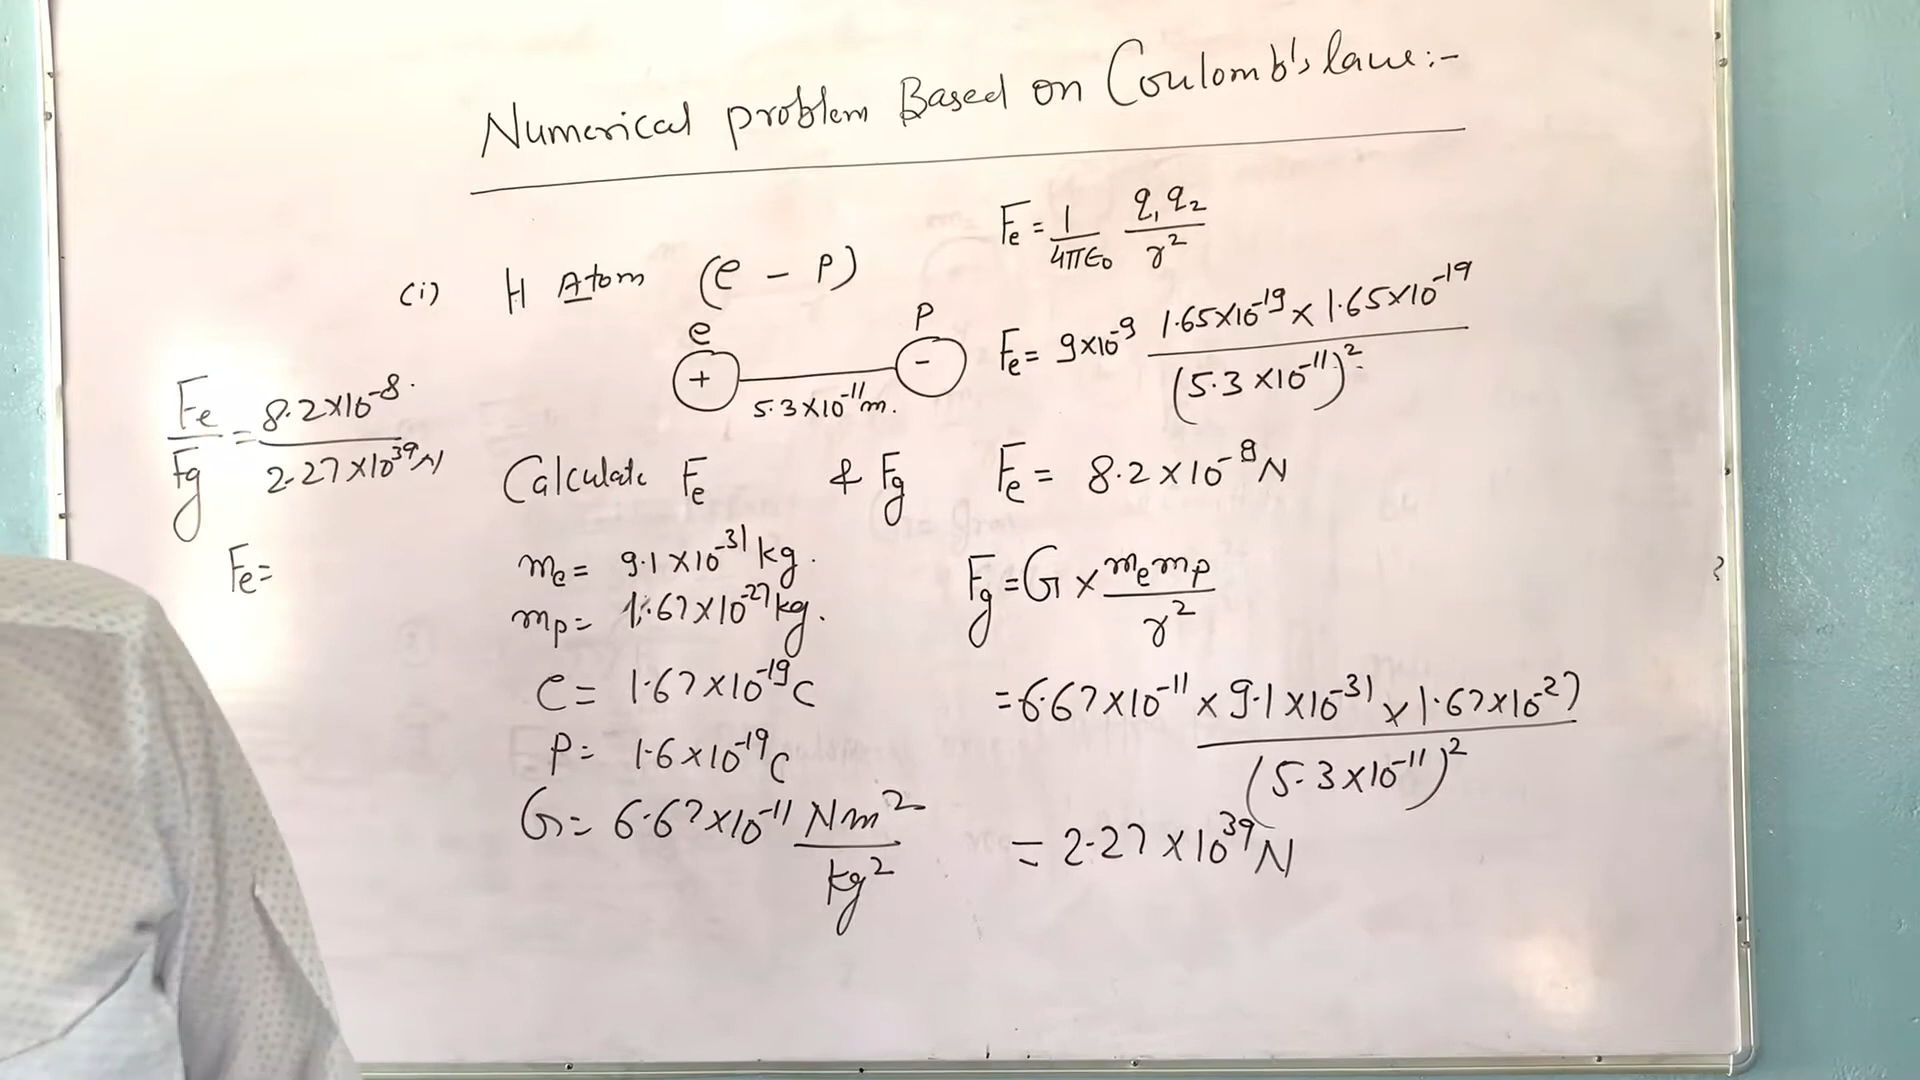 Numerical problem Based on Coulomb's law:-
(i) H Atom (e - p)
e P
+ -
5.3×10⁻¹¹m.
Calculate Fe & Fg
me= 9.1×10⁻³¹ kg.
mp= 1.67×10⁻²⁷ kg.
e= 1.67×10⁻¹⁹C
P= 1.6×10⁻¹⁹C
G= 6.67×10⁻¹¹ Nm²/kg²
Fe = 1/4πε₀ q₁q₂/r²
Fe= 9×10⁻⁹ 1.65×10⁻¹⁹ × 1.65×10⁻¹⁹/(5.3×10⁻¹¹)²
Fe= 8.2×10⁻⁸N
Fg=G×memp/r²
=6.67×10⁻¹¹ × 9.1×10⁻³¹ × 1.67×10⁻²⁷/(5.3×10⁻¹¹)²
= 2.27×10³⁹N
Fe/Fg = 8.2×10⁻⁸./2.27×10³⁹N
Fe=